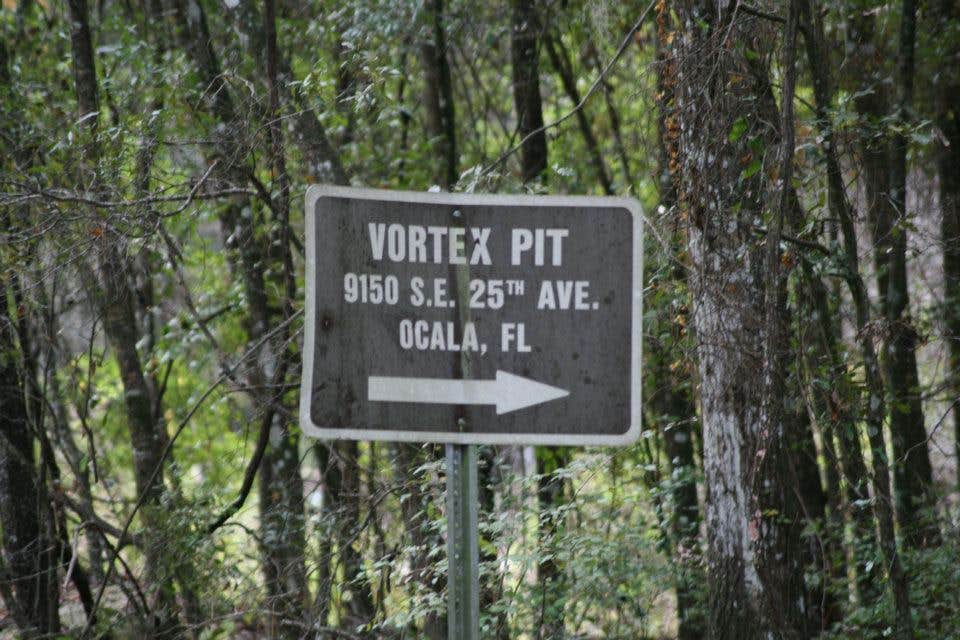 VORTEX PIT
9150 S.E. 25TH AVE.
OCALA, FL